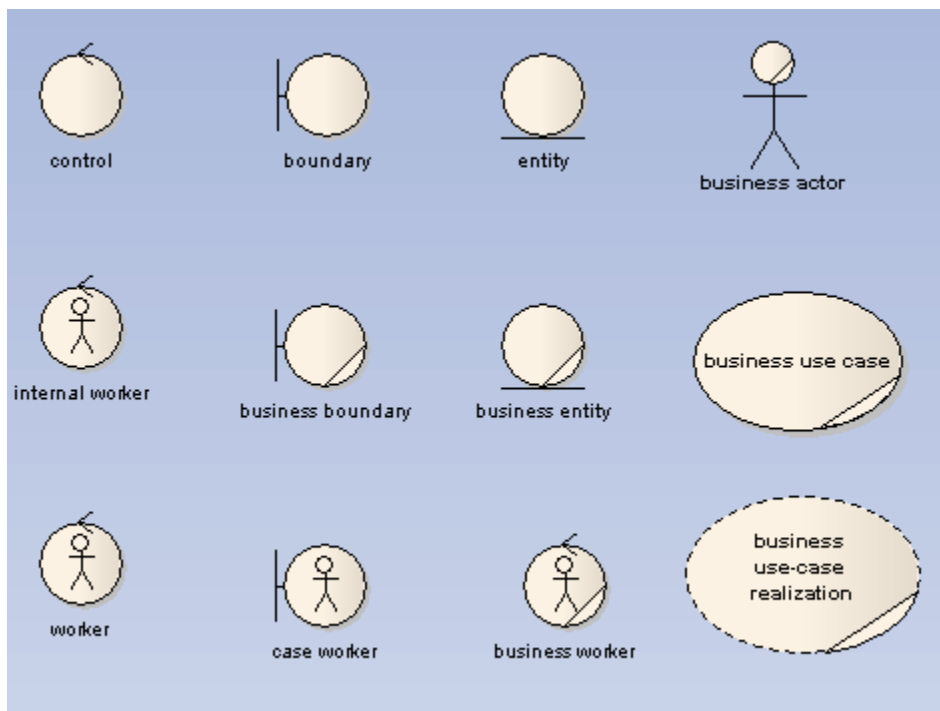 control
boundary
entity
business actor
internal worker
business boundary
business entity
business use case
worker
case worker
business worker
business
use-case
realization